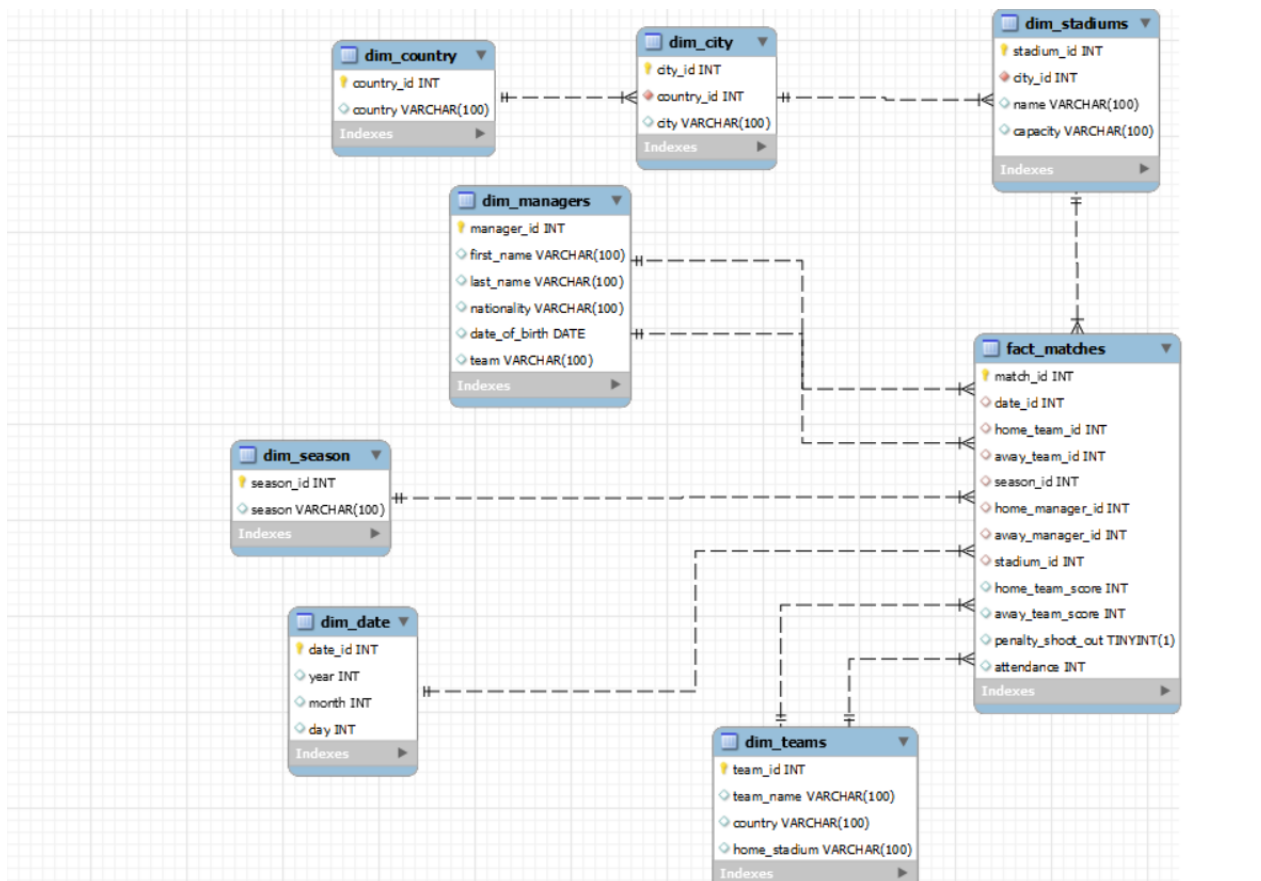 dim_country
country_id INT
country VARCHAR(100)
Indexes
dim_city
city_id INT
country_id INT
city VARCHAR(100)
Indexes
dim_stadiums
stadium_id INT
city_id INT
name VARCHAR(100)
capacity VARCHAR(100)
Indexes
dim_managers
manager_id INT
first_name VARCHAR(100)
last_name VARCHAR(100)
nationality VARCHAR(100)
date_of_birth DATE
team VARCHAR(100)
Indexes
fact_matches
match_id INT
date_id INT
home_team_id INT
away_team_id INT
season_id INT
home_manager_id INT
away_manager_id INT
stadium_id INT
home_team_score INT
away_team_score INT
penalty_shoot_out TINYINT(1)
attendance INT
Indexes
dim_season
season_id INT
season VARCHAR(100)
Indexes
dim_date
date_id INT
year INT
month INT
day INT
Indexes
dim_teams
team_id INT
team_name VARCHAR(100)
country VARCHAR(100)
home_stadium VARCHAR(100)
Indexes